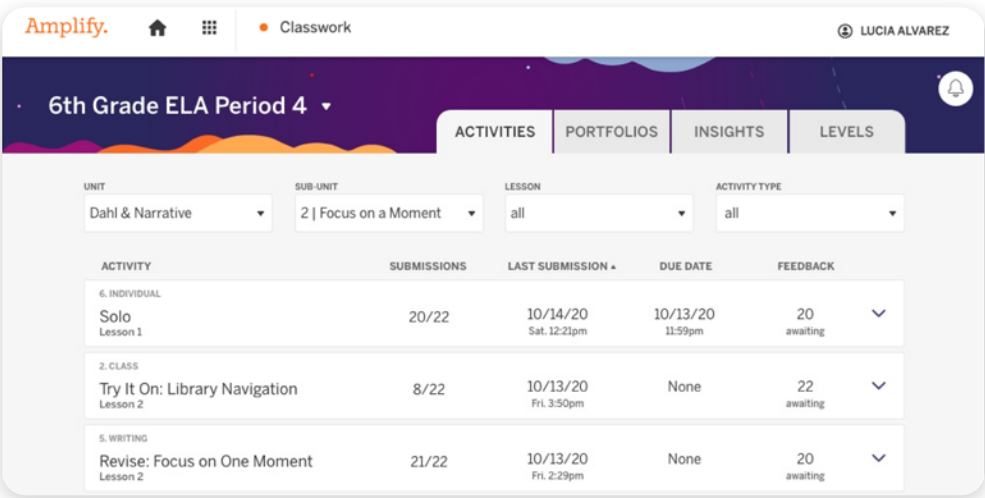 Amplify. Classwork LUCIA ALVAREZ
6th Grade ELA Period 4
ACTIVITIES PORTFOLIOS INSIGHTS LEVELS
UNIT SUB-UNIT LESSON ACTIVITY TYPE
Dahl & Narrative 2 | Focus on a Moment all all
ACTIVITY SUBMISSIONS LAST SUBMISSION DUE DATE FEEDBACK
6. INDIVIDUAL
Solo 20/22 10/14/20 10/13/20 20
Lesson 1 Sat. 12:21pm 11:59pm awaiting
2. CLASS
Try It On: Library Navigation 8/22 10/13/20 None 22
Lesson 2 Fri. 3:50pm awaiting
5. WRITING
Revise: Focus on One Moment 21/22 10/13/20 None 20
Lesson 2 Fri. 2:29pm awaiting